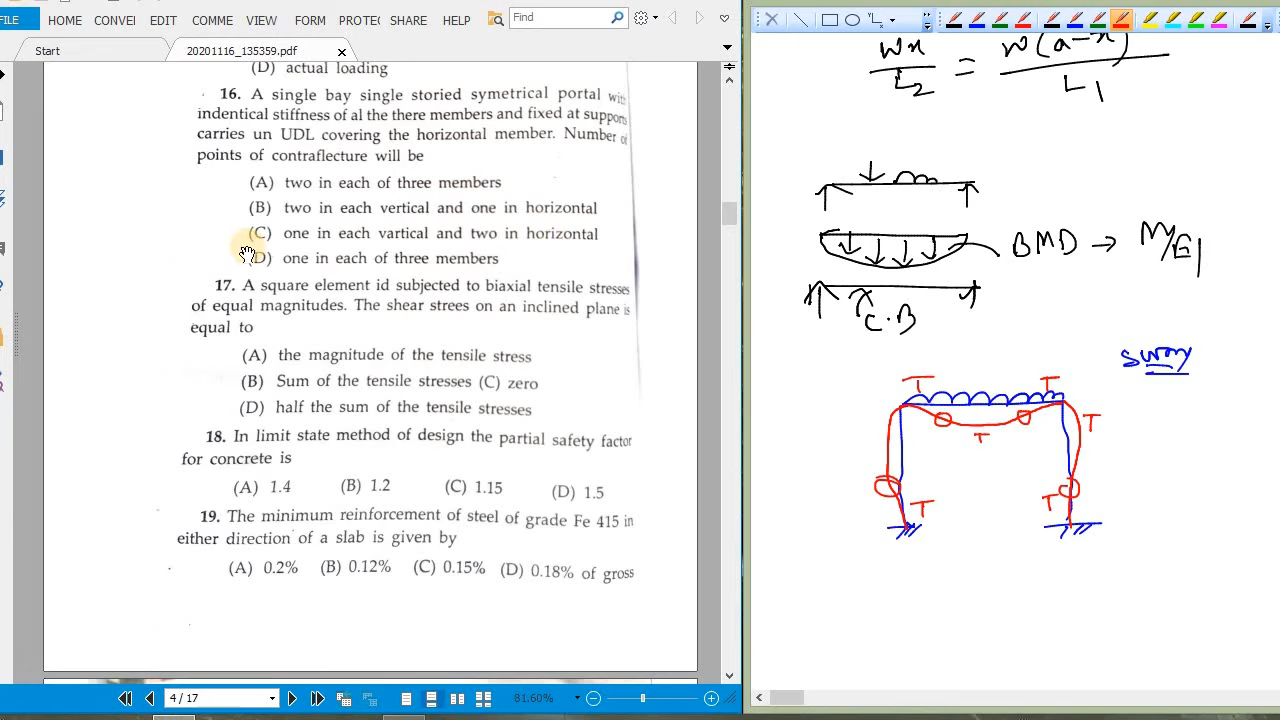 FILE HOME CONVEI EDIT COMME VIEW FORM PROTEC SHARE HELP Find
Start 20201116_135359.pdf
(D) actual loading
16. A single bay single storied symetrical portal with
indentical stiffness of al the there members and fixed at supports
carries un UDL covering the horizontal member. Number of
points of contraflecture will be
(A) two in each of three members
(B) two in each vertical and one in horizontal
(C) one in each vartical and two in horizontal
(D) one in each of three members
17. A square element id subjected to biaxial tensile stresses
of equal magnitudes. The shear strees on an inclined plane is
equal to
(A) the magnitude of the tensile stress
(B) Sum of the tensile stresses (C) zero
(D) half the sum of the tensile stresses
18. In limit state method of design the partial safety factor
for concrete is
(A) 1.4 (B) 1.2 (C) 1.15 (D) 1.5
19. The minimum reinforcement of steel of grade Fe 415 in
either direction of a slab is given by
(A) 0.2% (B) 0.12% (C) 0.15% (D) 0.18% of gross
4 / 17 81.60%
Wx/L2 = W(a-x)/L1
BMD → M/EI
C.B
Sway
T T
T T
T T